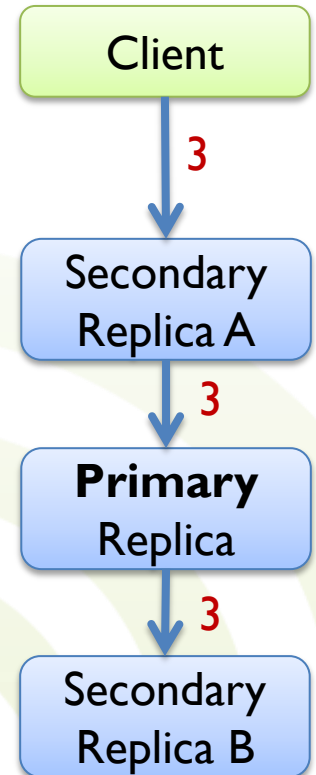 Client
3
Secondary
Replica A
3
Primary
Replica
3
Secondary
Replica B